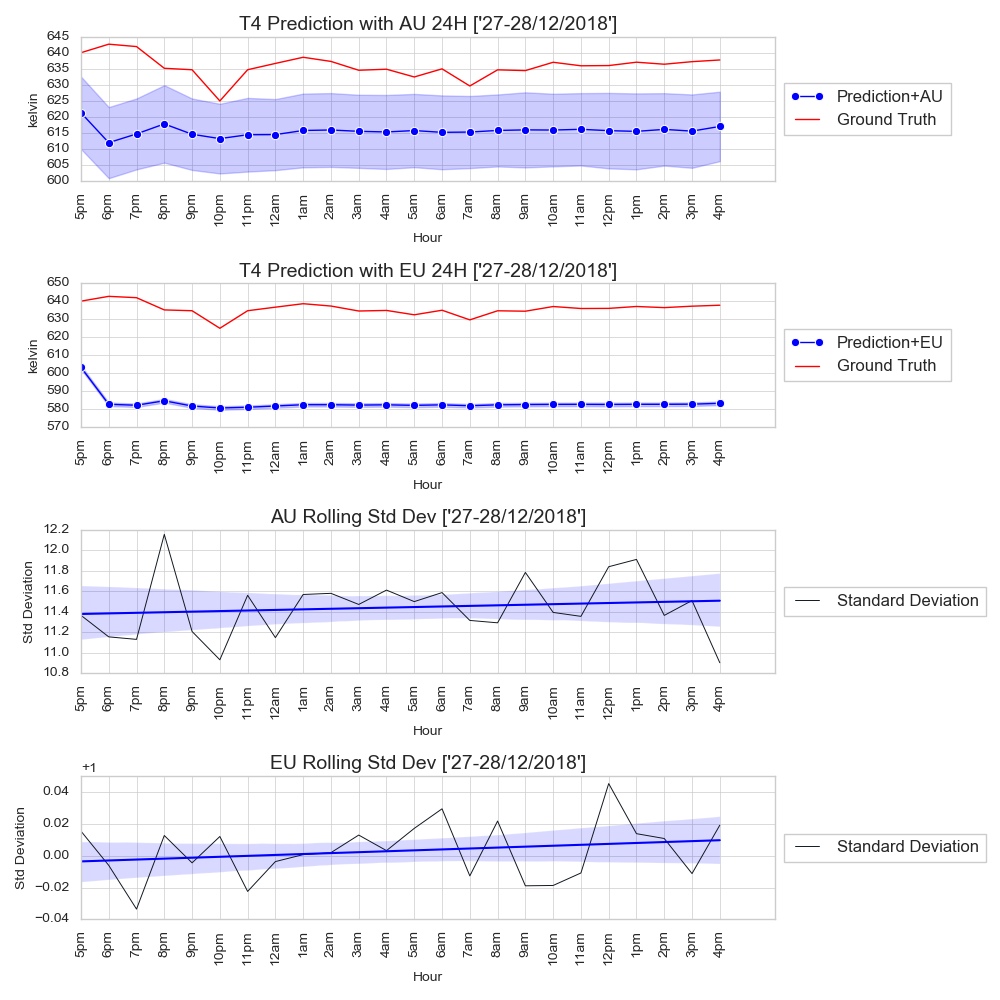 T4 Prediction with AU 24H ['27-28/12/2018']
645
640
635
630
625
620
615
610
605
600
kelvin
5pm 6pm 7pm 8pm 9pm 10pm 11pm 12am 1am 2am 3am 4am 5am 6am 7am 8am 9am 10am 11am 12pm 1pm 2pm 3pm 4pm
Hour
Prediction+AU
Ground Truth
T4 Prediction with EU 24H ['27-28/12/2018']
650
640
630
620
610
600
590
580
570
kelvin
5pm 6pm 7pm 8pm 9pm 10pm 11pm 12am 1am 2am 3am 4am 5am 6am 7am 8am 9am 10am 11am 12pm 1pm 2pm 3pm 4pm
Hour
Prediction+EU
Ground Truth
AU Rolling Std Dev ['27-28/12/2018']
12.2
12.0
11.8
11.6
11.4
11.2
11.0
10.8
Std Deviation
5pm 6pm 7pm 8pm 9pm 10pm 11pm 12am 1am 2am 3am 4am 5am 6am 7am 8am 9am 10am 11am 12pm 1pm 2pm 3pm 4pm
Hour
Standard Deviation
EU Rolling Std Dev ['27-28/12/2018']
+1
0.04
0.02
0.00
−0.02
−0.04
Std Deviation
5pm 6pm 7pm 8pm 9pm 10pm 11pm 12am 1am 2am 3am 4am 5am 6am 7am 8am 9am 10am 11am 12pm 1pm 2pm 3pm 4pm
Hour
Standard Deviation